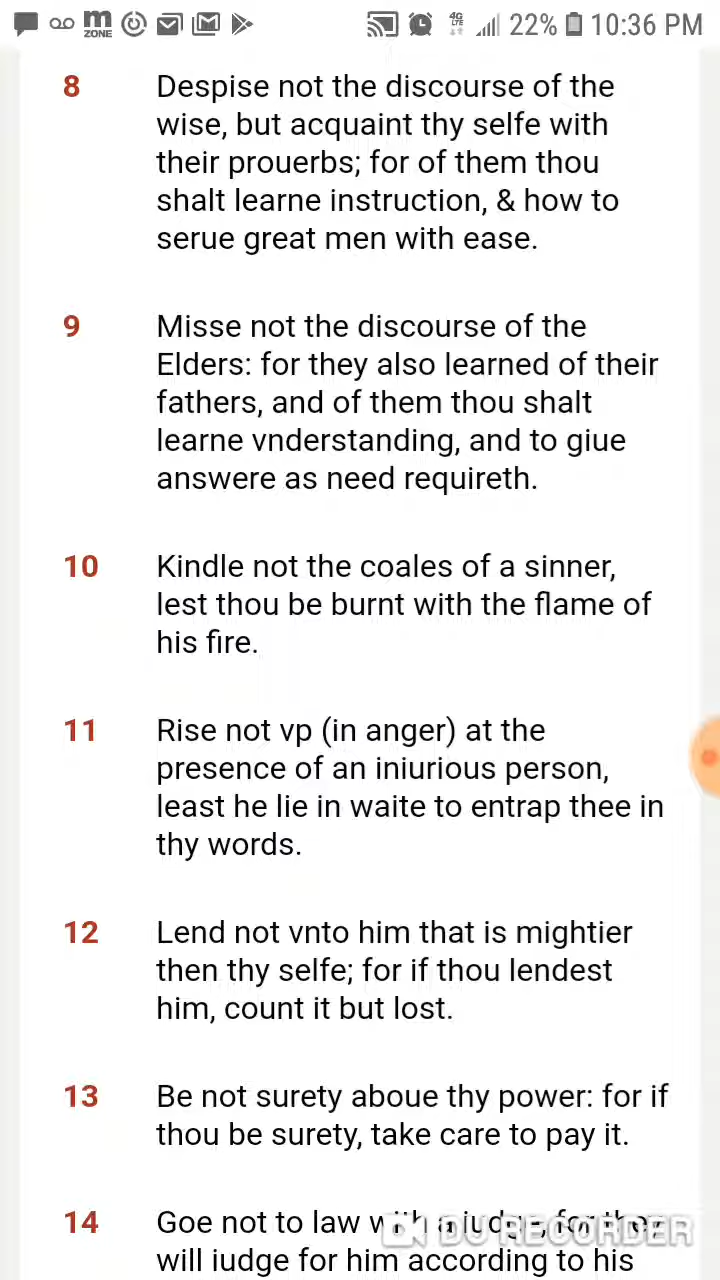 m
ZONE
4G
LTE
22%
10:36 PM
8 Despise not the discourse of the
wise, but acquaint thy selfe with
their prouerbs; for of them thou
shalt learne instruction, & how to
serue great men with ease.
9 Misse not the discourse of the
Elders: for they also learned of their
fathers, and of them thou shalt
learne vnderstanding, and to giue
answere as need requireth.
10 Kindle not the coales of a sinner,
lest thou be burnt with the flame of
his fire.
11 Rise not vp (in anger) at the
presence of an iniurious person,
least he lie in waite to entrap thee in
thy words.
12 Lend not vnto him that is mightier
then thy selfe; for if thou lendest
him, count it but lost.
13 Be not surety aboue thy power: for if
thou be surety, take care to pay it.
14 Goe not to law with a iudge, for they
DU RECORDER
will iudge for him according to his